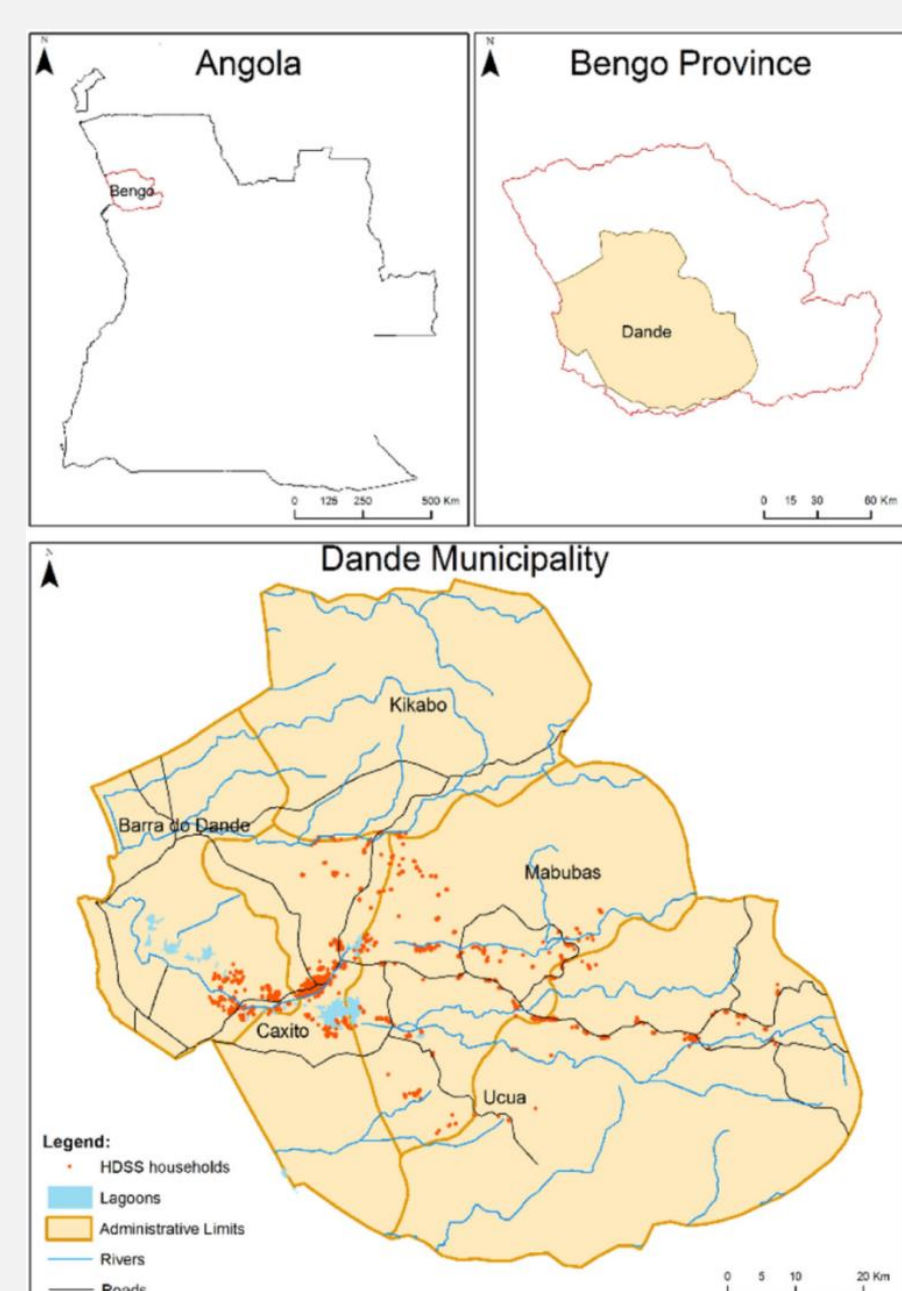 N
Angola
Bengo
0 125 250 500 Km
N
Bengo Province
Dande
0 15 30 60 Km
N
Dande Municipality
Kikabo
Barra do Dande
Mabubas
Caxito
Ucua
Legend:
HDSS households
Lagoons
Administrative Limits
Rivers
Roads
0 5 10 20 Km